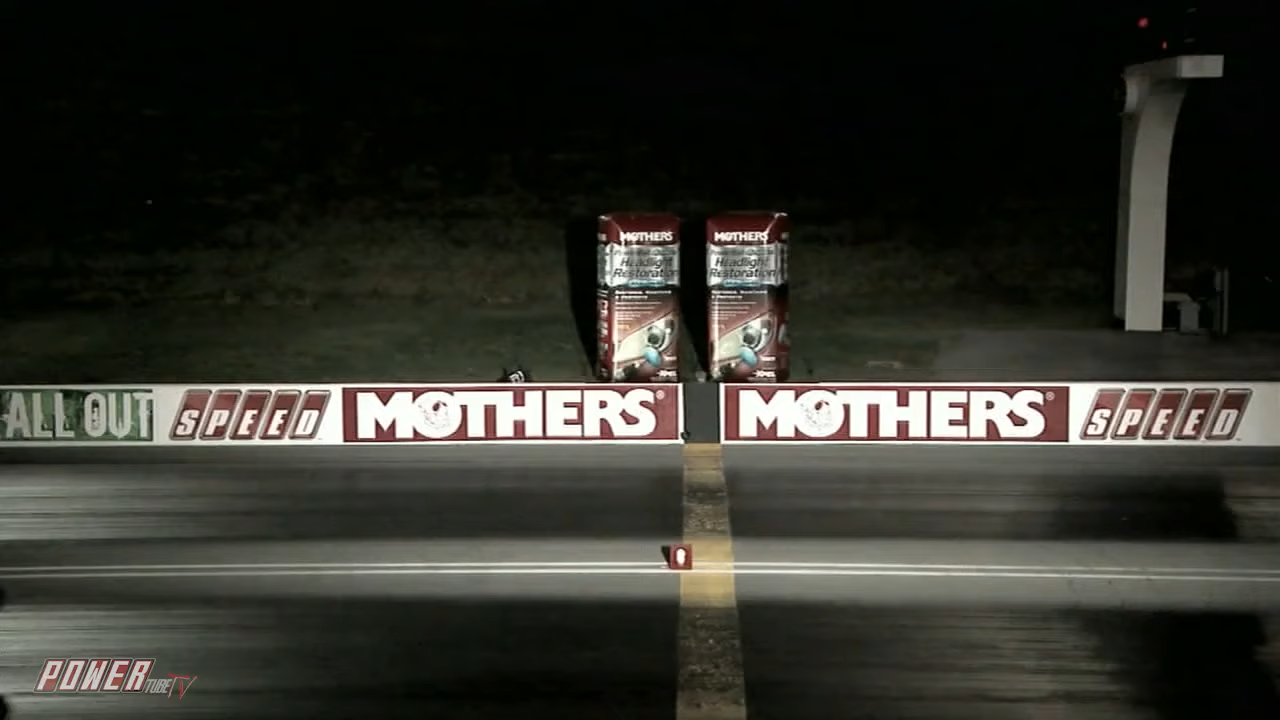 MOTHERS
Headlight
Restoration
MOTHERS
Headlight
Restoration
ALL OUT
SPEED
MOTHERS®
MOTHERS®
SPEED
POWER TUBE TV